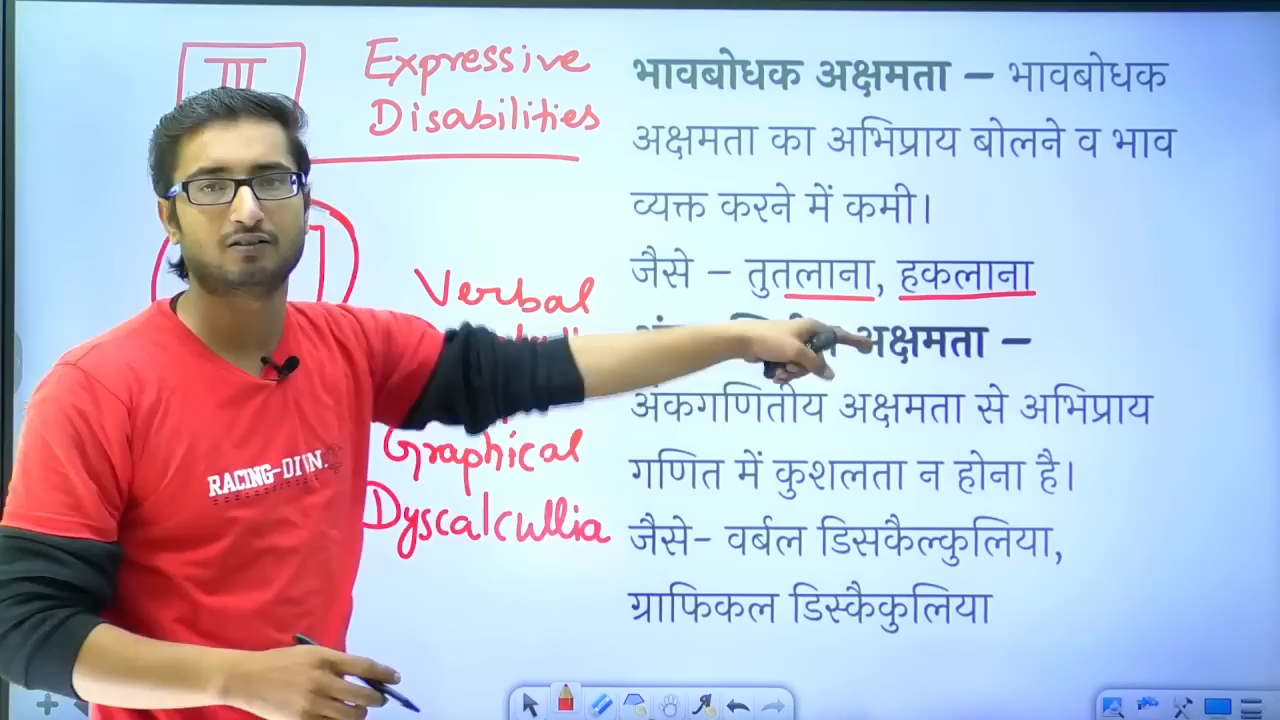 III
Expressive
Disabilities
भावबोधक अक्षमता – भावबोधक
अक्षमता का अभिप्राय बोलने व भाव
व्यक्त करने में कमी।
जैसे – तुतलाना, हकलाना
अक्षमता –
अंकगणितीय अक्षमता से अभिप्राय
गणित में कुशलता न होना है।
जैसे- वर्बल डिसकैल्कुलिया,
ग्राफिकल डिस्कैकुलिया
Verbal
Graphical
Dyscalcullia
RACING-DI